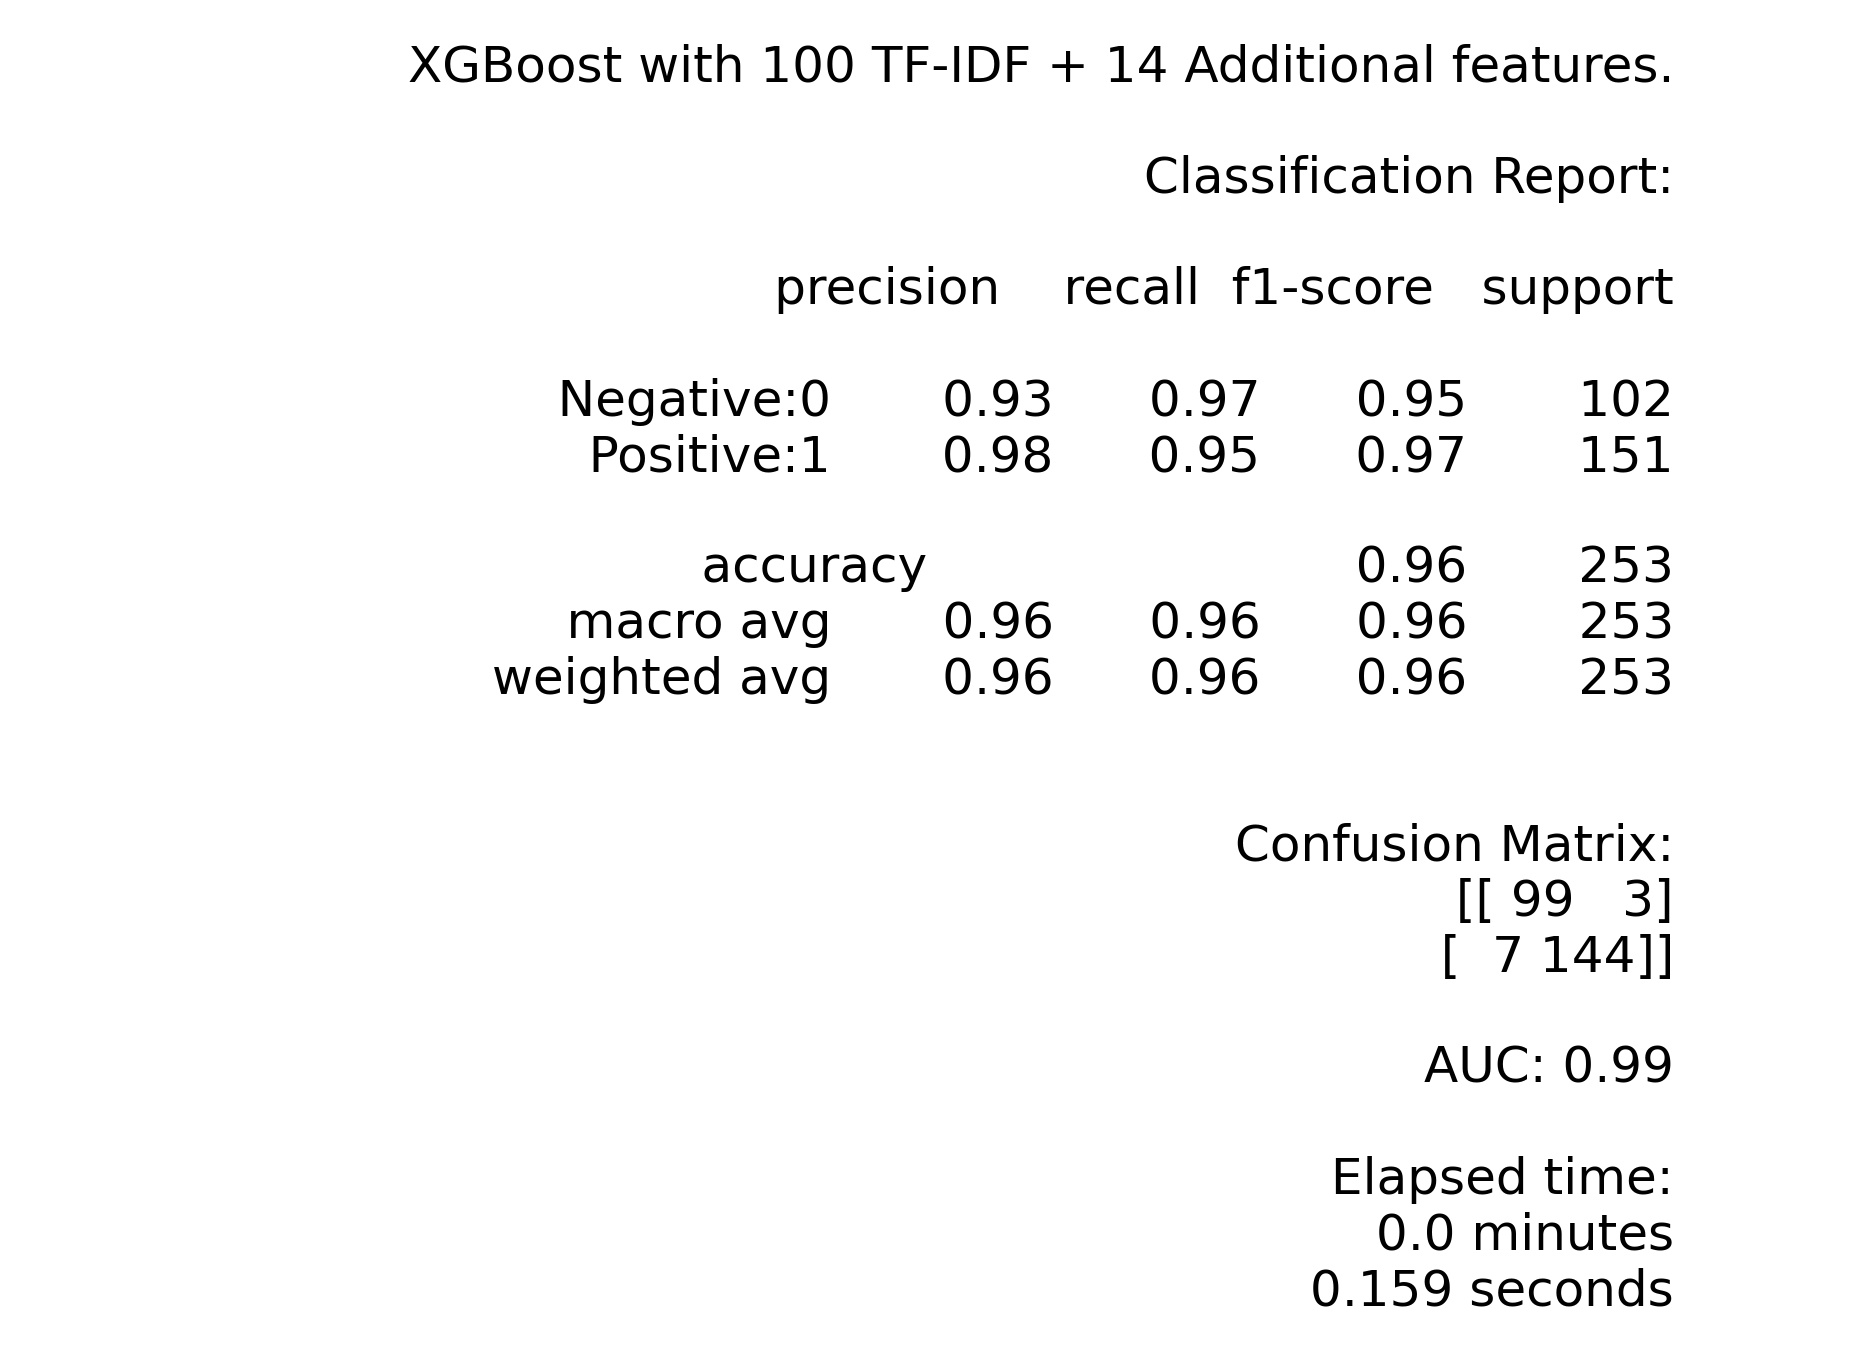 XGBoost with 100 TF-IDF + 14 Additional features.
Classification Report:
precision    recall  f1-score   support
Negative:0       0.93      0.97      0.95       102
Positive:1       0.98      0.95      0.97       151
accuracy                           0.96       253
macro avg       0.96      0.96      0.96       253
weighted avg       0.96      0.96      0.96       253
Confusion Matrix:
[[ 99   3]
[  7 144]]
AUC: 0.99
Elapsed time:
0.0 minutes
0.159 seconds